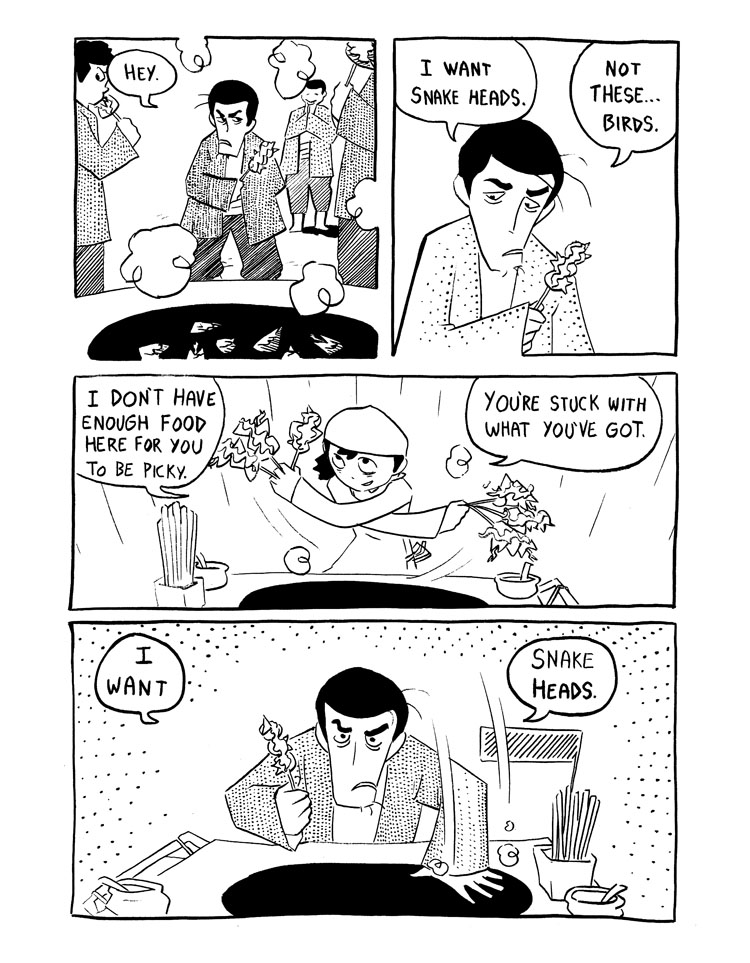 HEY.
I WANT
SNAKE HEADS.
NOT
THESE...
BIRDS.
I DON'T HAVE
ENOUGH FOOD
HERE FOR YOU
TO BE PICKY.
YOU'RE STUCK WITH
WHAT YOU'VE GOT.
I
WANT
SNAKE
HEADS.